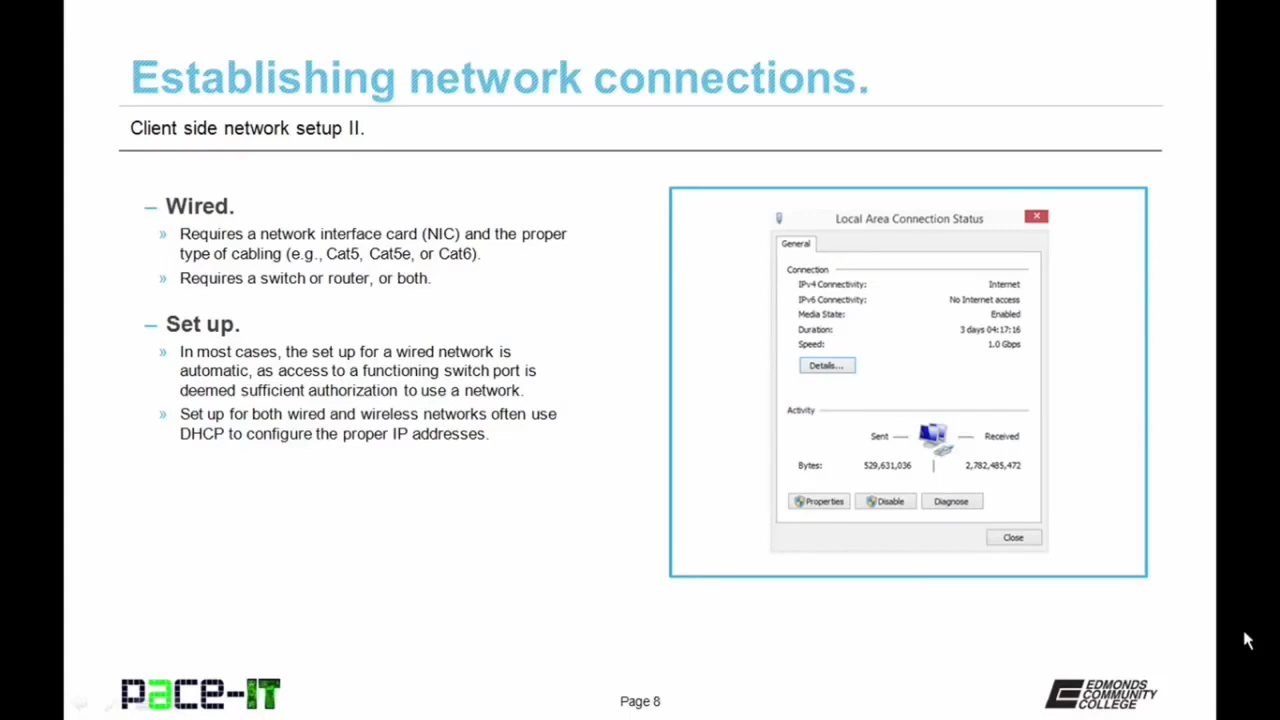 Establishing network connections.
Client side network setup II.
– Wired.
» Requires a network interface card (NIC) and the proper
type of cabling (e.g., Cat5, Cat5e, or Cat6).
» Requires a switch or router, or both.
– Set up.
» In most cases, the set up for a wired network is
automatic, as access to a functioning switch port is
deemed sufficient authorization to use a network.
» Set up for both wired and wireless networks often use
DHCP to configure the proper IP addresses.
Local Area Connection Status
General
Connection
IPv4 Connectivity: Internet
IPv6 Connectivity: No Internet access
Media State: Enabled
Duration: 3 days 04:17:16
Speed: 1.0 Gbps
Details...
Activity
Sent — — Received
Bytes: 529,631,036 | 2,782,485,472
Properties Disable Diagnose
Close
pace-IT
Page 8
EDMONDS
COMMUNITY
COLLEGE